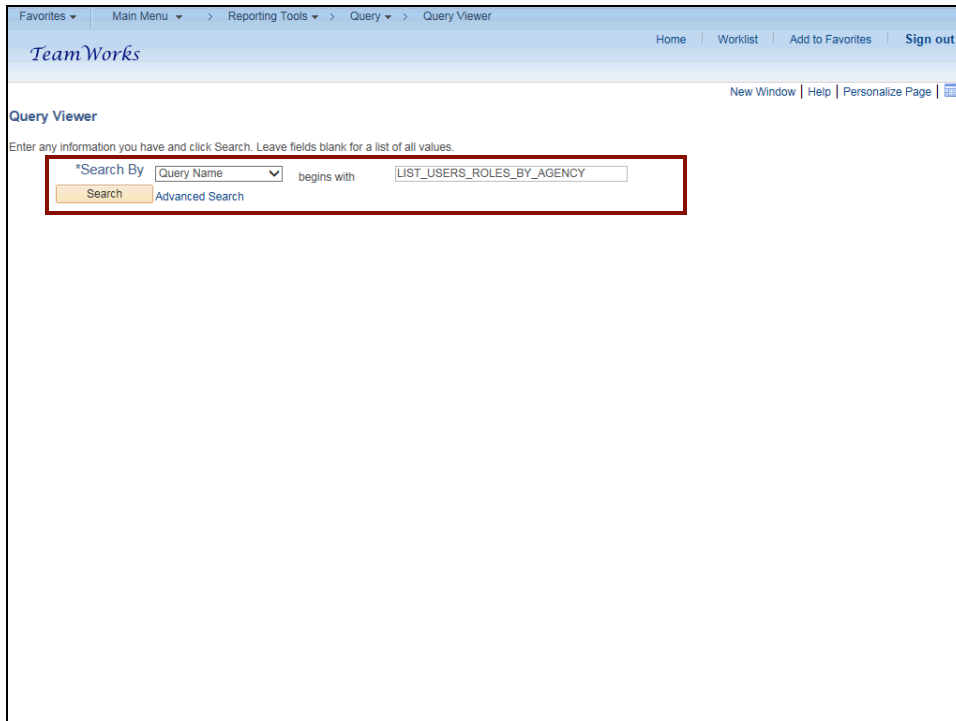 Favorites Main Menu > Reporting Tools > Query > Query Viewer
Home Worklist Add to Favorites Sign out
TeamWorks
New Window | Help | Personalize Page |
Query Viewer
Enter any information you have and click Search. Leave fields blank for a list of all values.
*Search By Query Name begins with LIST_USERS_ROLES_BY_AGENCY
Search Advanced Search